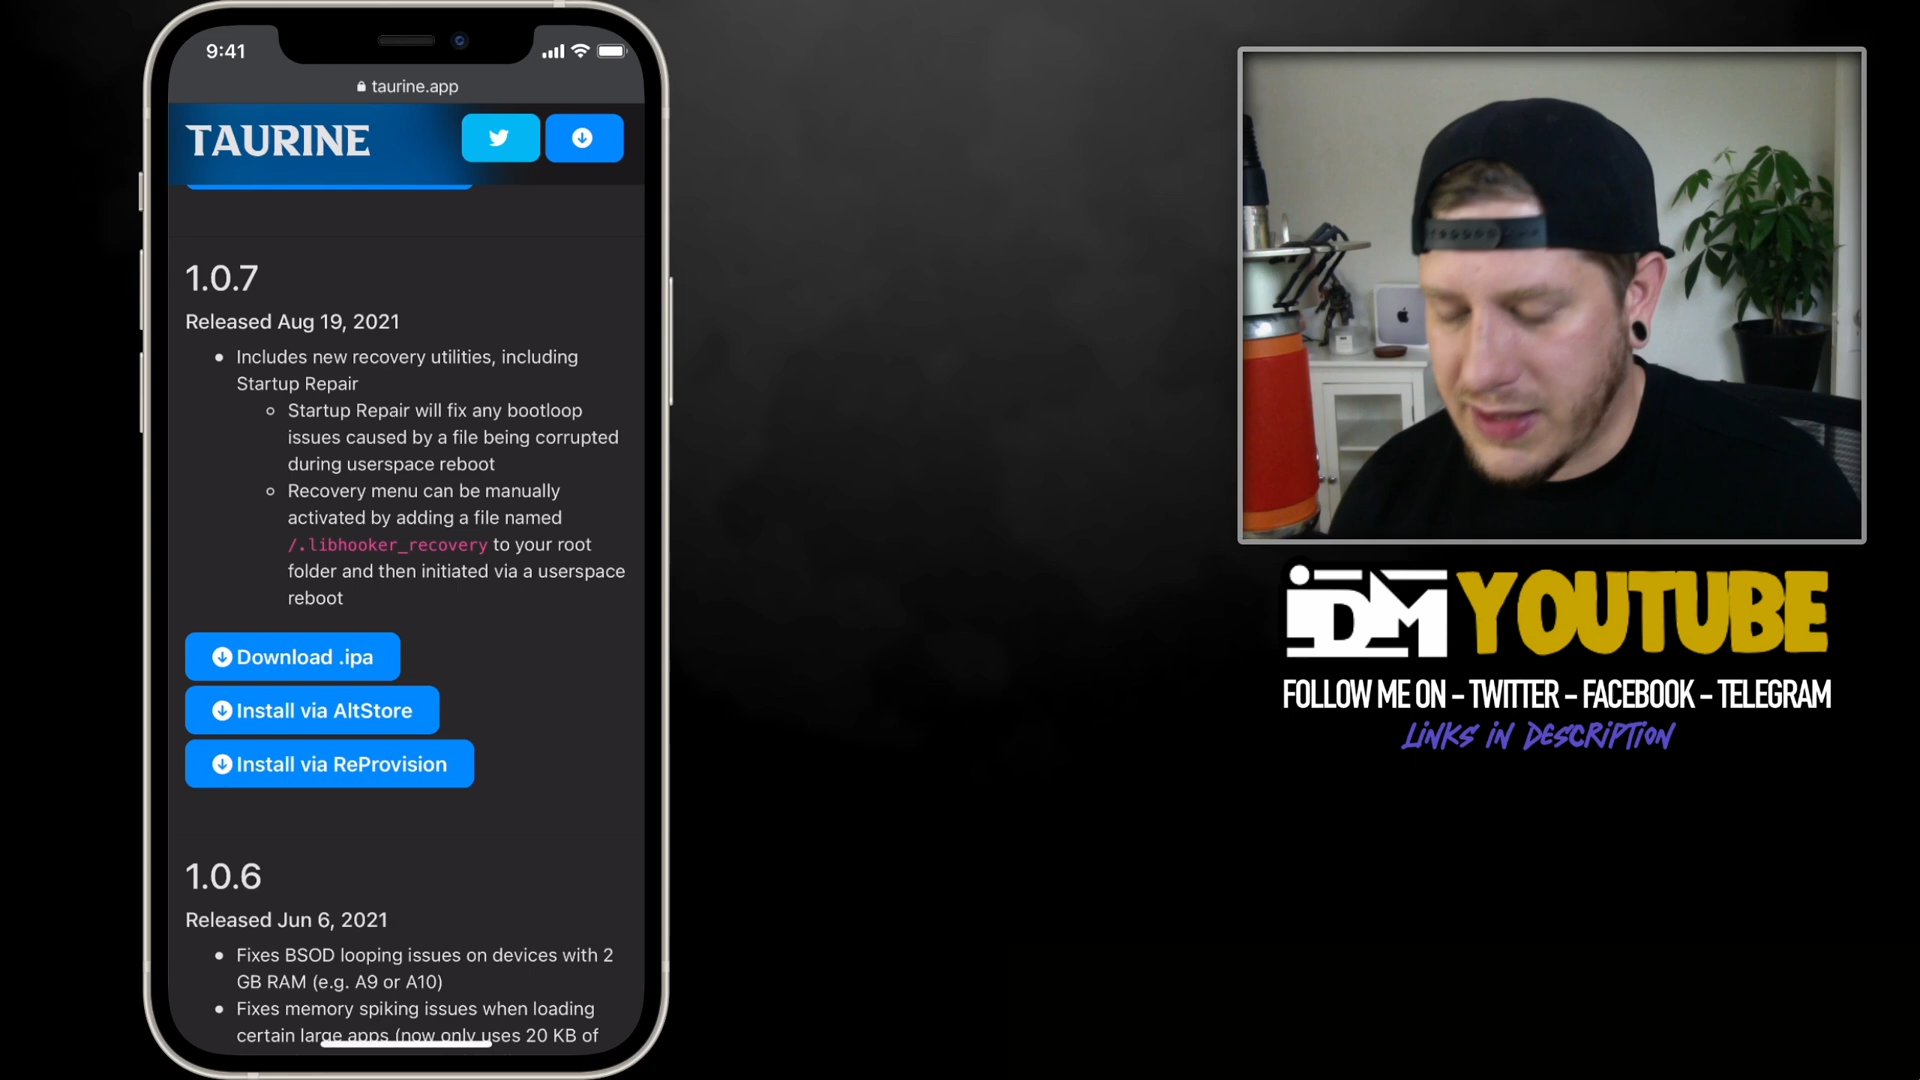 9:41
taurine.app
TAURINE
1.0.7
Released Aug 19, 2021
Includes new recovery utilities, including
Startup Repair
Startup Repair will fix any bootloop
issues caused by a file being corrupted
during userspace reboot
Recovery menu can be manually
activated by adding a file named
/.libhooker_recovery to your root
folder and then initiated via a userspace
reboot
Download .ipa
Install via AltStore
Install via ReProvision
1.0.6
Released Jun 6, 2021
Fixes BSOD looping issues on devices with 2
GB RAM (e.g. A9 or A10)
Fixes memory spiking issues when loading
certain large apps (now only uses 20 KB of
iDM YOUTUBE
FOLLOW ME ON - TWITTER - FACEBOOK - TELEGRAM
LiNKS iN DESCRiPTiON